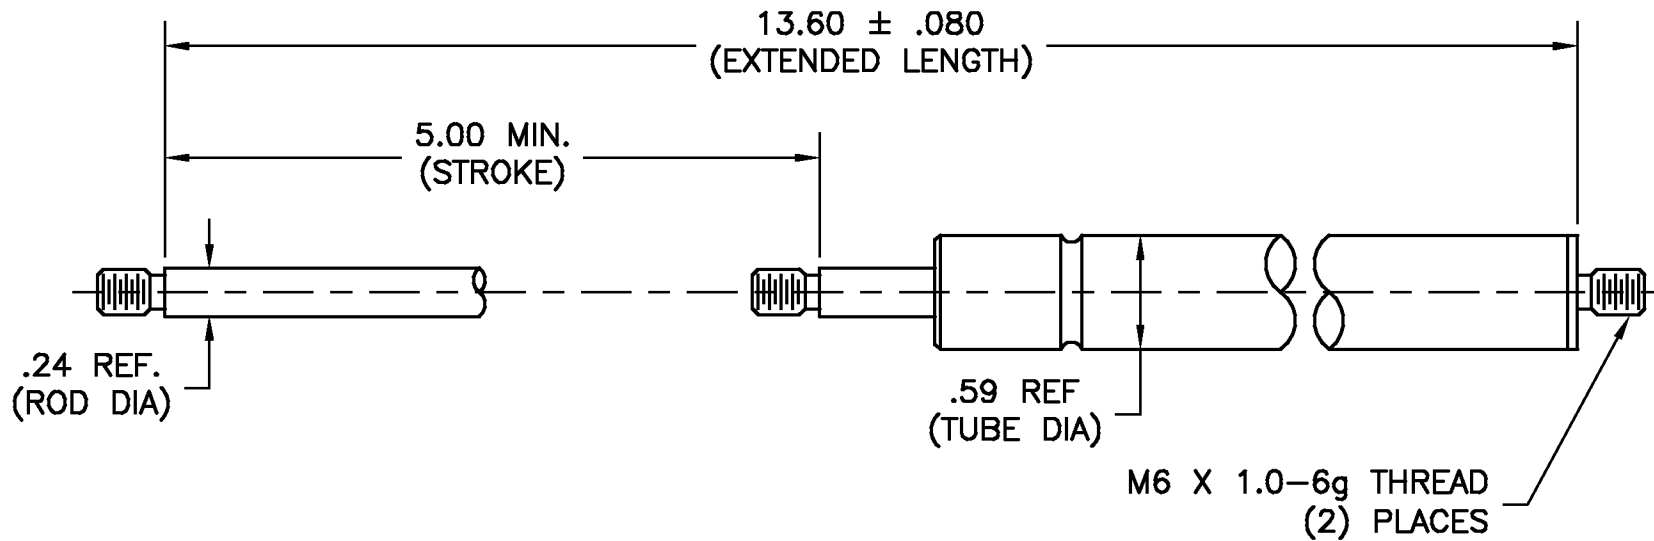 13.60 ± .080
(EXTENDED LENGTH)
5.00 MIN.
(STROKE)
.24 REF.
(ROD DIA)
.59 REF
(TUBE DIA)
M6 X 1.0-6g THREAD
(2) PLACES